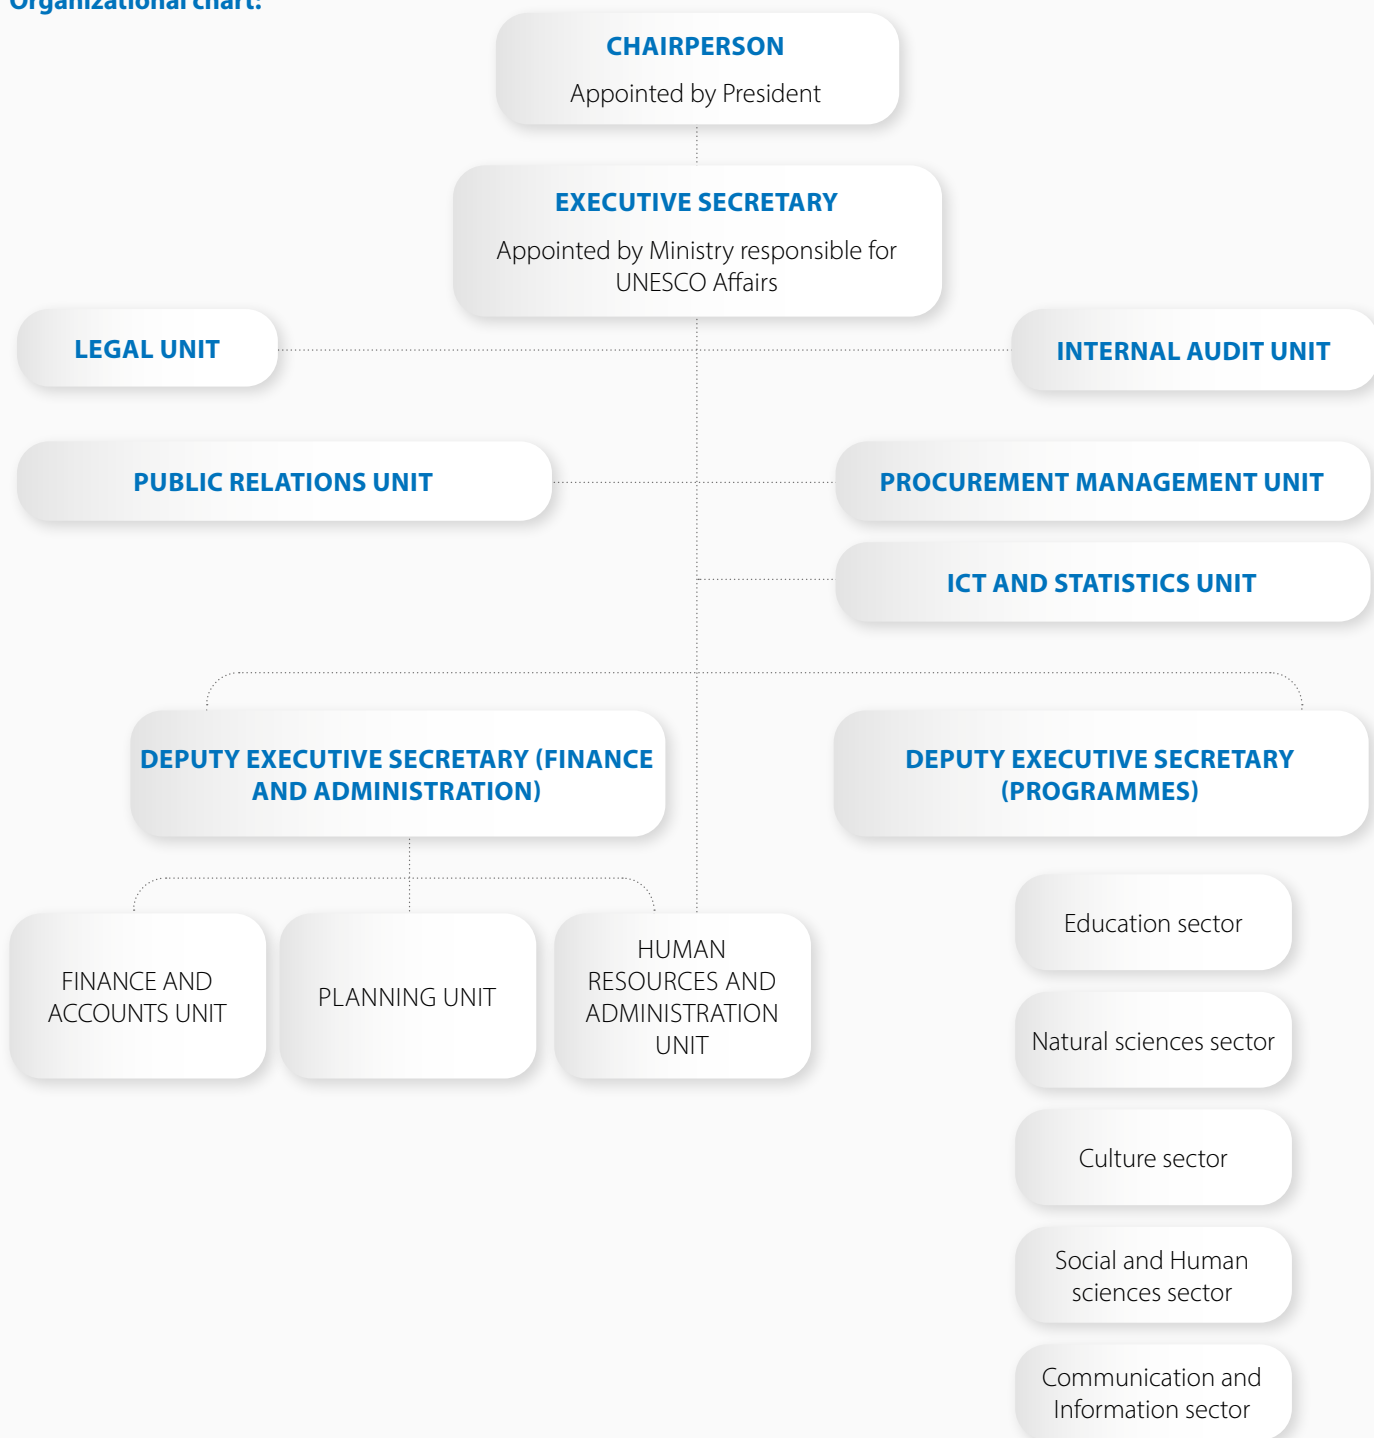 Organizational chart:
CHAIRPERSON
Appointed by President
EXECUTIVE SECRETARY
Appointed by Ministry responsible for
UNESCO Affairs
LEGAL UNIT
INTERNAL AUDIT UNIT
PUBLIC RELATIONS UNIT
PROCUREMENT MANAGEMENT UNIT
ICT AND STATISTICS UNIT
DEPUTY EXECUTIVE SECRETARY (FINANCE
AND ADMINISTRATION)
DEPUTY EXECUTIVE SECRETARY
(PROGRAMMES)
FINANCE AND
ACCOUNTS UNIT
PLANNING UNIT
HUMAN
RESOURCES AND
ADMINISTRATION
UNIT
Education sector
Natural sciences sector
Culture sector
Social and Human
sciences sector
Communication and
Information sector